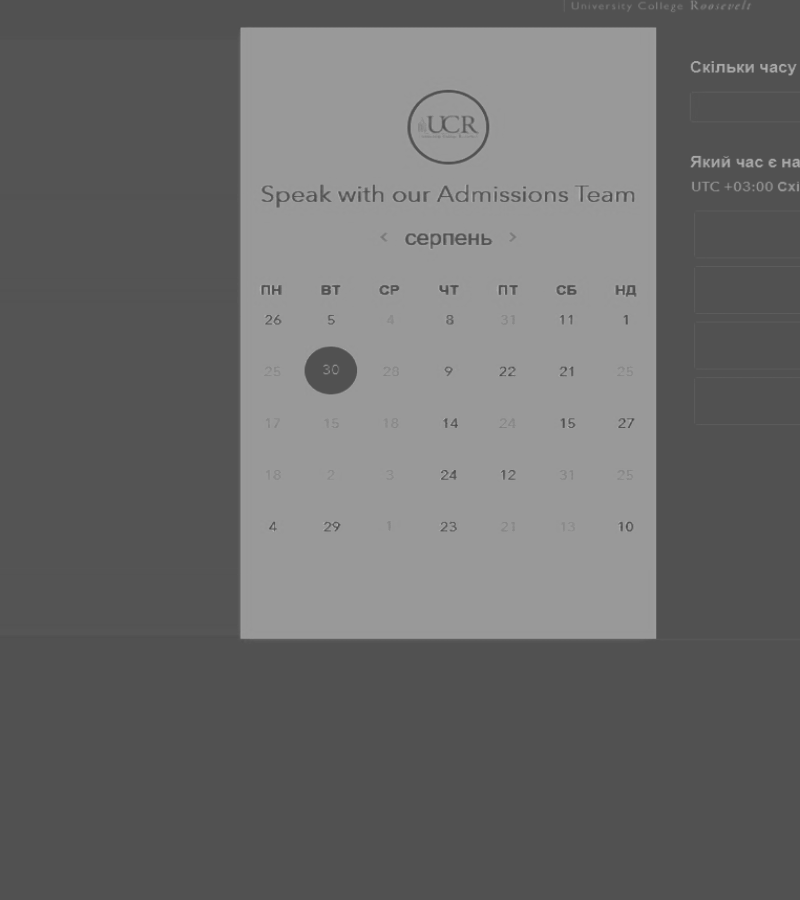 University College Roosevelt
Скільки часу
UCR
Який час є на
UTC +03:00 Схі
Speak with our Admissions Team
< серпень >
ПН ВТ СР ЧТ ПТ СБ НД
26 5 4 8 31 11 1
25 30 28 9 22 21 25
17 15 18 14 24 15 27
18 2 3 24 12 31 25
4 29 1 23 21 13 10